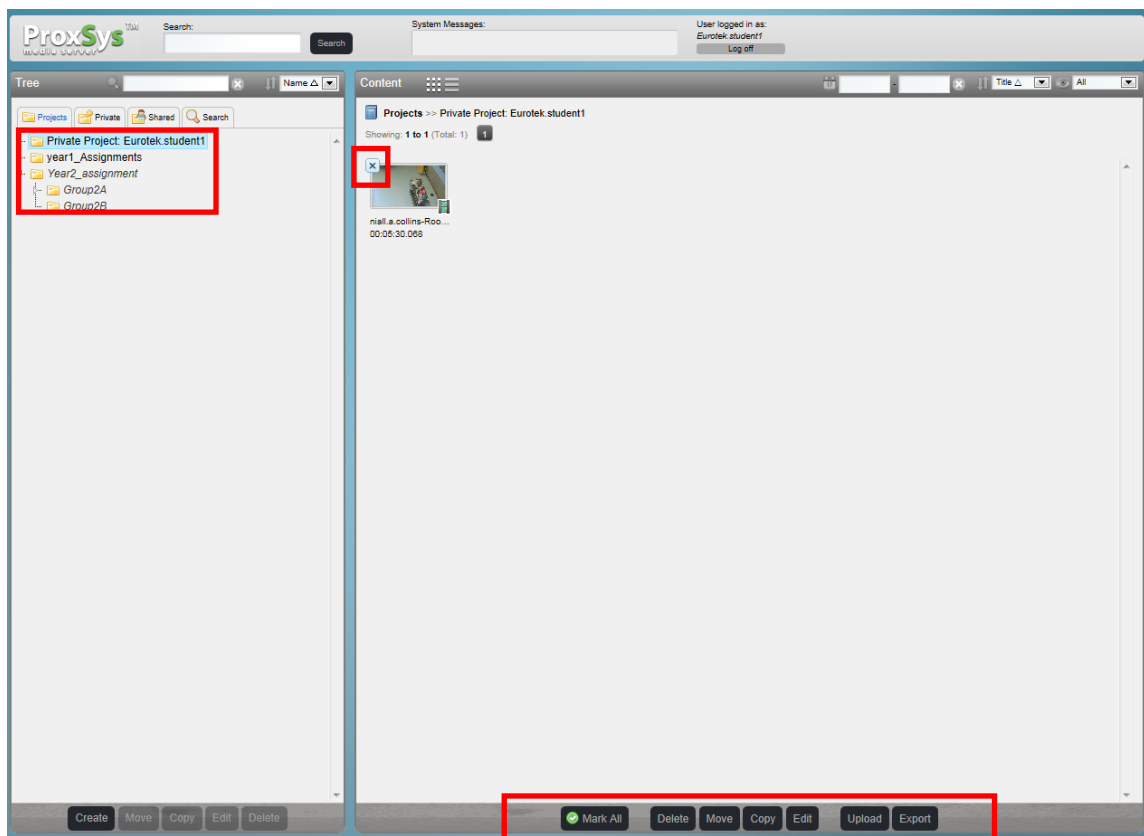 ProxSys TM
media server
Search:
Search
System Messages:
User logged in as:
Eurotek.student1
Log off
Tree
Name △
Content
-
Title △
All
Projects
Private
Shared
Search
Private Project: Eurotek.student1
year1_Assignments
Year2_assignment
Group2A
Group2B
Projects >> Private Project: Eurotek.student1
Showing: 1 to 1 (Total: 1) 1
niall.a.collins-Roo...
00:05:30.068
Create Move Copy Edit Delete
Mark All Delete Move Copy Edit Upload Export